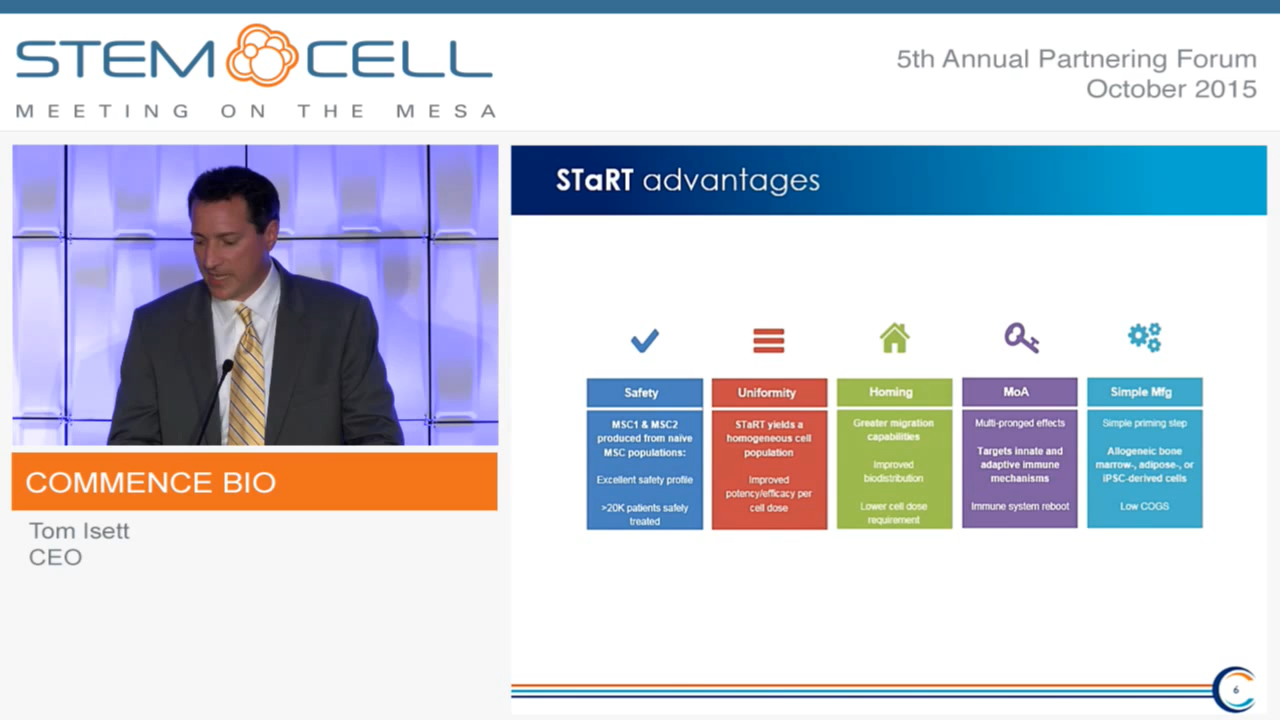 STEM CELL
MEETING ON THE MESA
5th Annual Partnering Forum
October 2015
COMMENCE BIO
Tom Isett
CEO
STaRT advantages
Safety
MSC1 & MSC2
produced from naïve
MSC populations:
Excellent safety profile
>20K patients safely
treated
Uniformity
STaRT yields a
homogeneous cell
population
Improved
potency/efficacy per
cell dose
Homing
Greater migration
capabilities
Improved
biodistribution
Lower cell dose
requirement
MoA
Multi-pronged effects
Targets innate and
adaptive immune
mechanisms
Immune system reboot
Simple Mfg
Simple priming step
Allogeneic bone
marrow-, adipose-, or
iPSC-derived cells
Low COGS
6